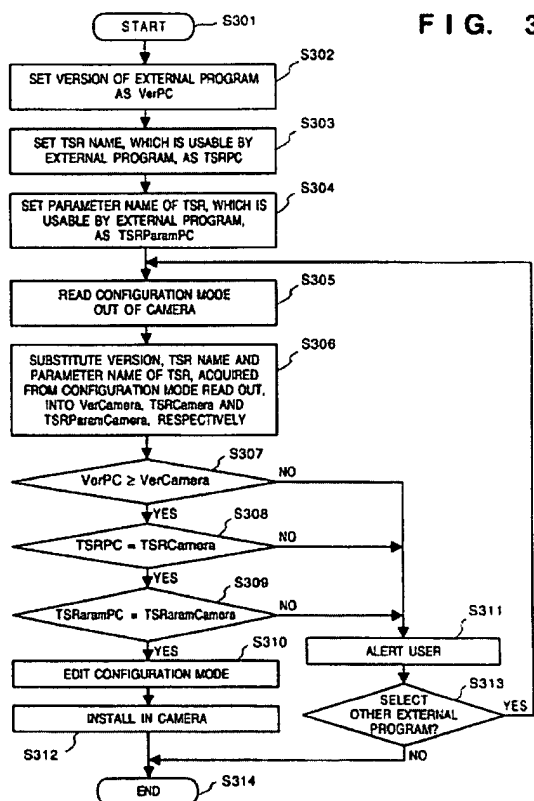 FIG. 3
START
S301
S302
SET VERSION OF EXTERNAL PROGRAM
AS VerPC
S303
SET TSR NAME, WHICH IS USABLE BY
EXTERNAL PROGRAM, AS TSRPC
S304
SET PARAMETER NAME OF TSR, WHICH IS
USABLE BY EXTERNAL PROGRAM,
AS TSRParamPC
S305
READ CONFIGURATION MODE
OUT OF CAMERA
S306
SUBSTITUTE VERSION, TSR NAME AND
PARAMETER NAME OF TSR, ACQUIRED
FROM CONFIGURATION MODE READ OUT,
INTO VerCamera, TSRCamera AND
TSRParamCamera, RESPECTIVELY
S307
VerPC ≥ VerCamera
NO
YES
S308
TSRPC = TSRCamera
NO
YES
S309
TSRaramPC = TSRaramCamera
NO
YES
S310
EDIT CONFIGURATION MODE
S311
ALERT USER
S312
INSTALL IN CAMERA
S313
SELECT
OTHER EXTERNAL
PROGRAM?
YES
NO
END
S314